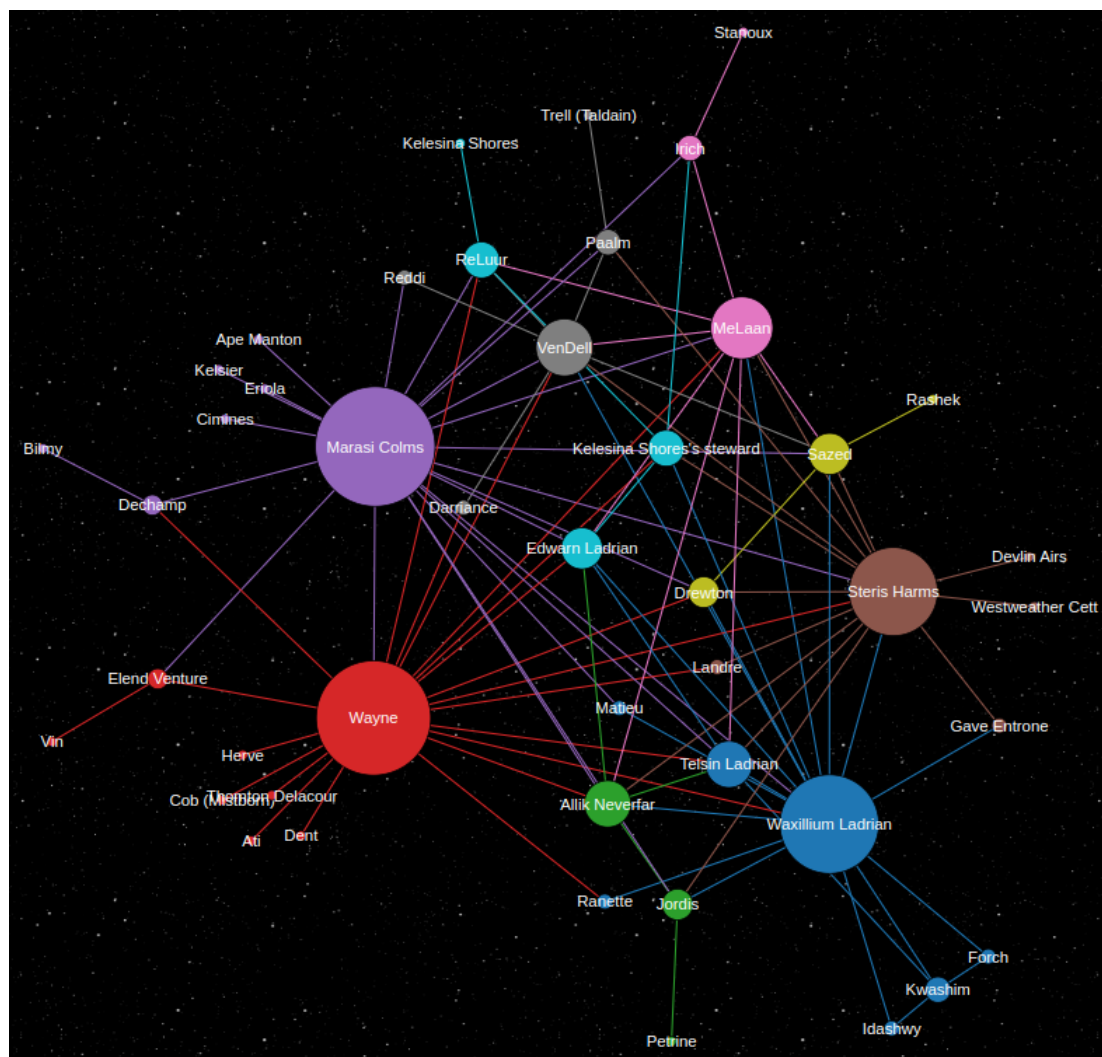 Stanoux
Trell (Taldain)
Kelesina Shores
Irich
Paalm
ReLuur
Reddi
MeLaan
Ape Manton
VenDell
Kelsier
Eriola
Rashek
Cimines
Marasi Colms
Bilmy
Kelesina Shores's steward
Sazed
Dechamp
Darriance
Edwarn Ladrian
Devlin Airs
Drewton
Steris Harms
Westweather Cett
Landre
Elend Venture
Matieu
Wayne
Gave Entrone
Vin
Herve
Telsin Ladrian
Cob (Mistborn)
Thomton Delacour
Allik Neverfar
Waxillium Ladrian
Ati
Dent
Ranette
Jordis
Forch
Kwashim
Idashwy
Petrine